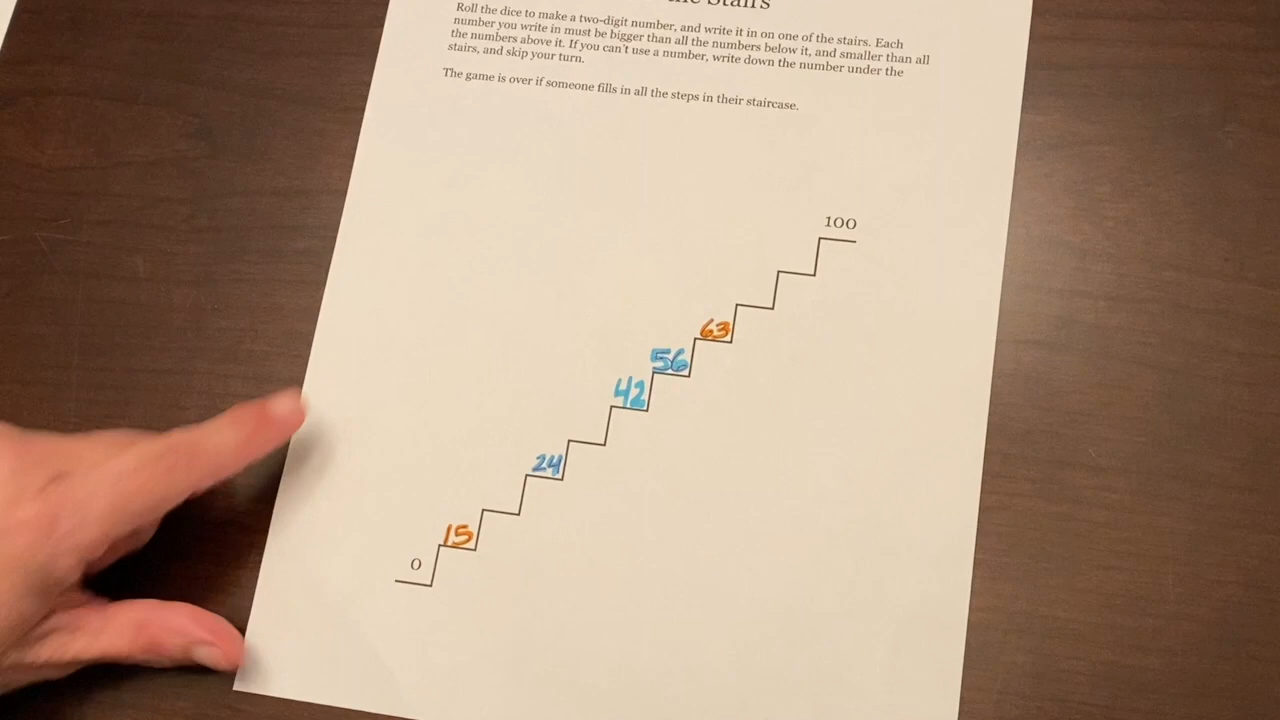 Stairs
Roll the dice to make a two-digit number, and write it in on one of the stairs. Each
number you write in must be bigger than all the numbers below it, and smaller than all
the numbers above it. If you can't use a number, write down the number under the
stairs, and skip your turn.
The game is over if someone fills in all the steps in their staircase.
100
63
56
42
24
15
0